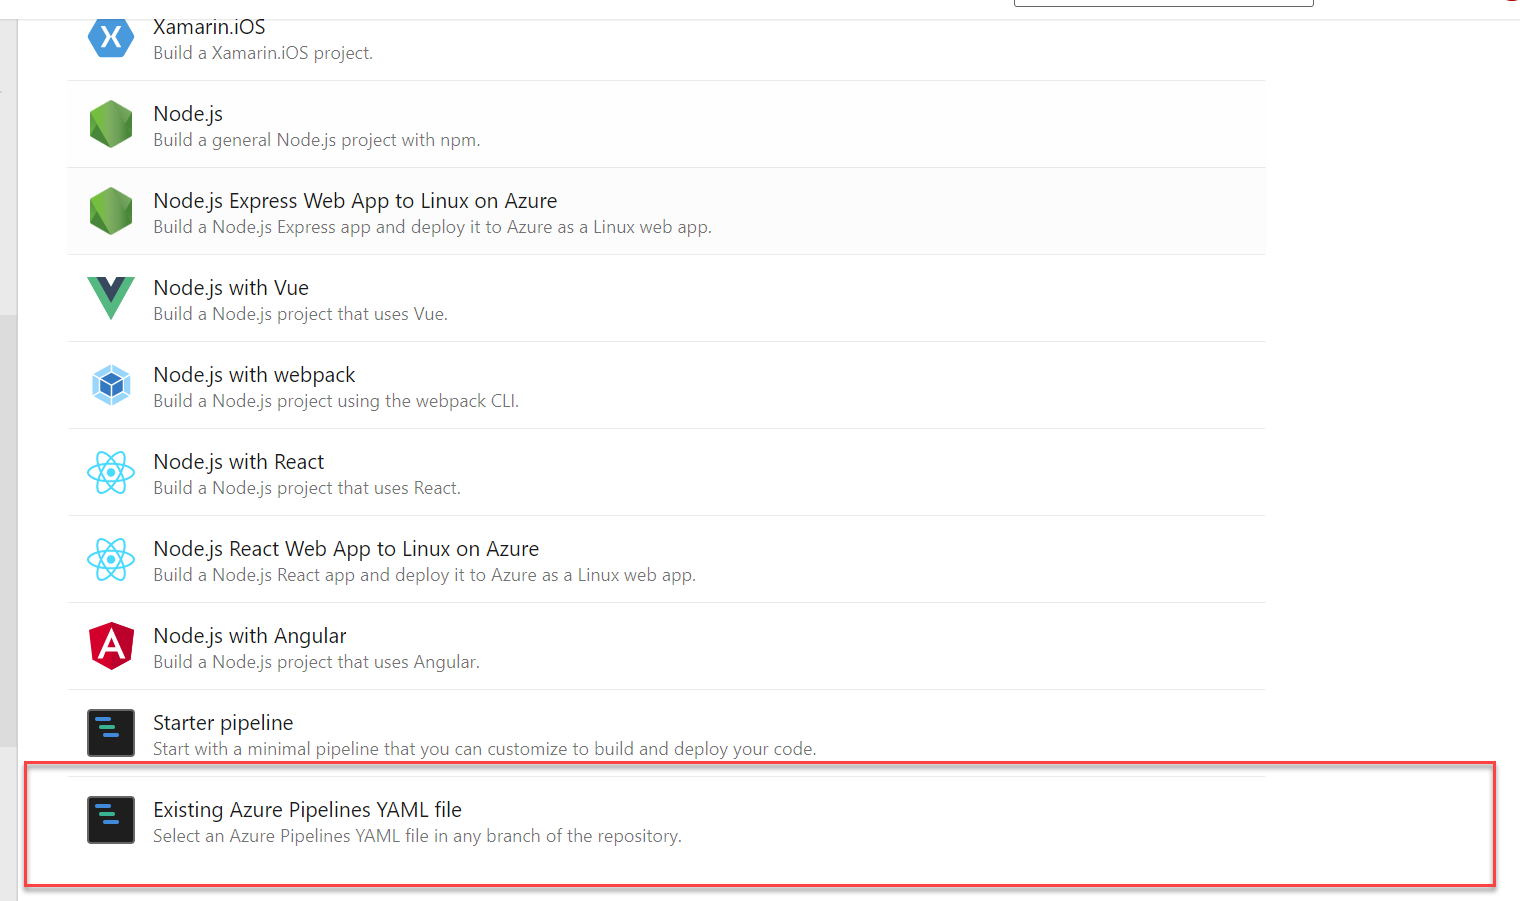 Xamarin.iOS
Build a Xamarin.iOS project.
Node.js
Build a general Node.js project with npm.
Node.js Express Web App to Linux on Azure
Build a Node.js Express app and deploy it to Azure as a Linux web app.
Node.js with Vue
Build a Node.js project that uses Vue.
Node.js with webpack
Build a Node.js project using the webpack CLI.
Node.js with React
Build a Node.js project that uses React.
Node.js React Web App to Linux on Azure
Build a Node.js React app and deploy it to Azure as a Linux web app.
Node.js with Angular
Build a Node.js project that uses Angular.
Starter pipeline
Start with a minimal pipeline that you can customize to build and deploy your code.
Existing Azure Pipelines YAML file
Select an Azure Pipelines YAML file in any branch of the repository.